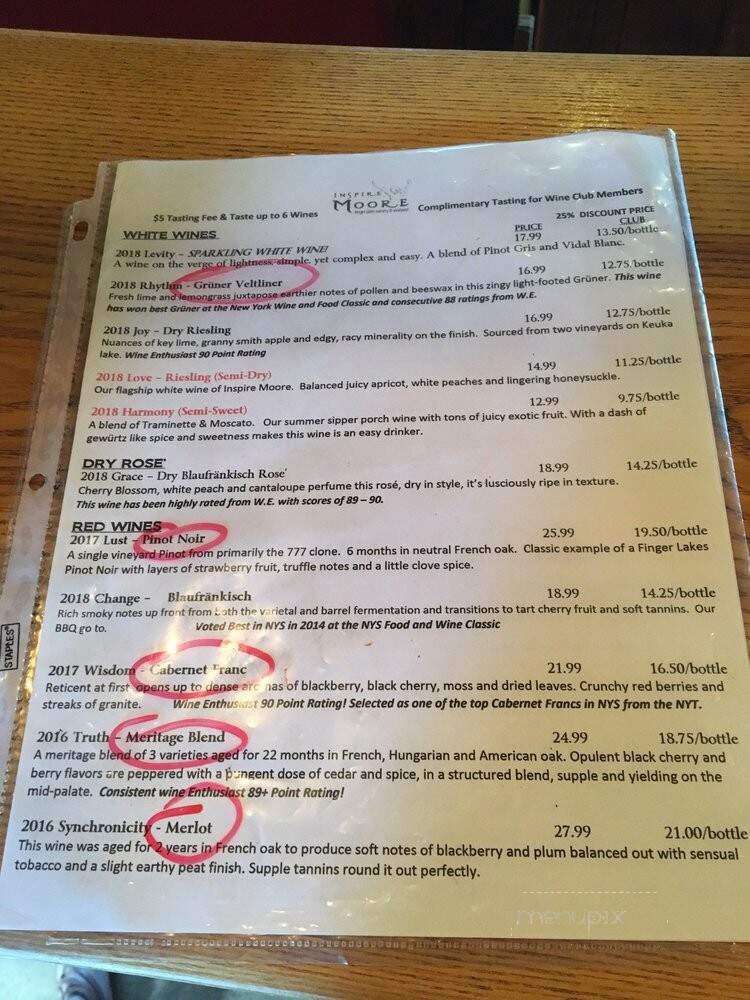 INSPIRE
MOORE
$5 Tasting Fee & Taste up to 6 Wines
Complimentary Tasting for Wine Club Members
25% DISCOUNT PRICE
WHITE WINES PRICE CLUB
2018 Levity – SPARKLING WHITE WINE! 17.99 13.50/bottle
A wine on the verge of lightness, simple, yet complex and easy. A blend of Pinot Gris and Vidal Blanc.
2018 Rhythm - Grüner Veltliner 16.99 12.75/bottle
Fresh lime and lemongrass juxtapose earthier notes of pollen and beeswax in this zingy light-footed Grüner. This wine
has won best Grüner at the New York Wine and Food Classic and consecutive 88 ratings from W.E.
2018 Joy – Dry Riesling 16.99 12.75/bottle
Nuances of key lime, granny smith apple and edgy, racy minerality on the finish. Sourced from two vineyards on Keuka
lake. Wine Enthusiast 90 Point Rating
2018 Love – Riesling (Semi-Dry) 14.99 11.25/bottle
Our flagship white wine of Inspire Moore. Balanced juicy apricot, white peaches and lingering honeysuckle.
2018 Harmony (Semi-Sweet) 12.99 9.75/bottle
A blend of Traminette & Moscato. Our summer sipper porch wine with tons of juicy exotic fruit. With a dash of
gewürtz like spice and sweetness makes this wine is an easy drinker.
DRY ROSE'
2018 Grace – Dry Blaufränkisch Rose' 18.99 14.25/bottle
Cherry Blossom, white peach and cantaloupe perfume this rosé, dry in style, it's lusciously ripe in texture.
This wine has been highly rated from W.E. with scores of 89 – 90.
RED WINES
2017 Lust – Pinot Noir 25.99 19.50/bottle
A single vineyard Pinot from primarily the 777 clone. 6 months in neutral French oak. Classic example of a Finger Lakes
Pinot Noir with layers of strawberry fruit, truffle notes and a little clove spice.
2018 Change – Blaufränkisch 18.99 14.25/bottle
Rich smoky notes up front from both the varietal and barrel fermentation and transitions to tart cherry fruit and soft tannins. Our
BBQ go to. Voted Best in NYS in 2014 at the NYS Food and Wine Classic
2017 Wisdom - Cabernet Franc 21.99 16.50/bottle
Reticent at first opens up to dense aromas of blackberry, black cherry, moss and dried leaves. Crunchy red berries and
streaks of granite. Wine Enthusiast 90 Point Rating! Selected as one of the top Cabernet Francs in NYS from the NYT.
2016 Truth - Meritage Blend 24.99 18.75/bottle
A meritage blend of 3 varieties aged for 22 months in French, Hungarian and American oak. Opulent black cherry and
berry flavors are peppered with a pungent dose of cedar and spice, in a structured blend, supple and yielding on the
mid-palate. Consistent wine Enthusiast 89+ Point Rating!
2016 Synchronicity - Merlot 27.99 21.00/bottle
This wine was aged for 2 years in French oak to produce soft notes of blackberry and plum balanced out with sensual
tobacco and a slight earthy peat finish. Supple tannins round it out perfectly.
STAPLES
menupix